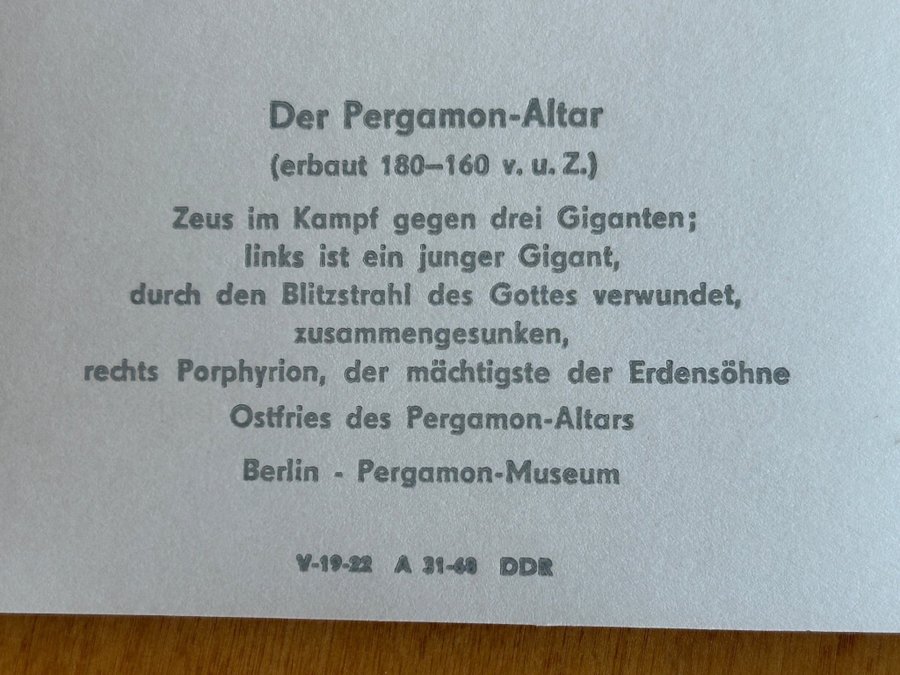 Der Pergamon-Altar
(erbaut 180–160 v. u. Z.)
Zeus im Kampf gegen drei Giganten;
links ist ein junger Gigant,
durch den Blitzstrahl des Gottes verwundet,
zusammengesunken,
rechts Porphyrion, der mächtigste der Erdensöhne
Ostfries des Pergamon-Altars
Berlin - Pergamon-Museum
V-19-22 A 31-68 DDR